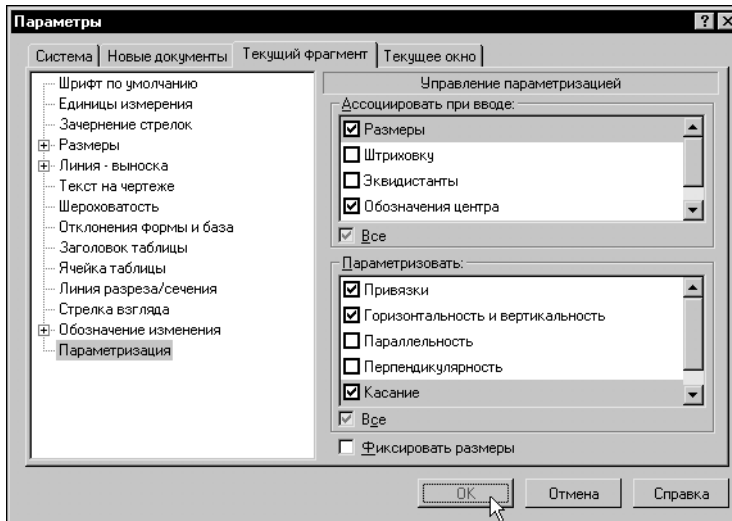 Параметры
Система
Новые документы
Текущий фрагмент
Текущее окно
Шрифт по умолчанию
Единицы измерения
Зачернение стрелок
Размеры
Линия - выноска
Текст на чертеже
Шероховатость
Отклонения формы и база
Заголовок таблицы
Ячейка таблицы
Линия разреза/сечения
Стрелка взгляда
Обозначение изменения
Параметризация
Управление параметризацией
Ассоциировать при вводе:
Размеры
Штриховку
Эквидистанты
Обозначения центра
Все
Параметризовать:
Привязки
Горизонтальность и вертикальность
Параллельность
Перпендикулярность
Касание
Все
Фиксировать размеры
OK
Отмена
Справка